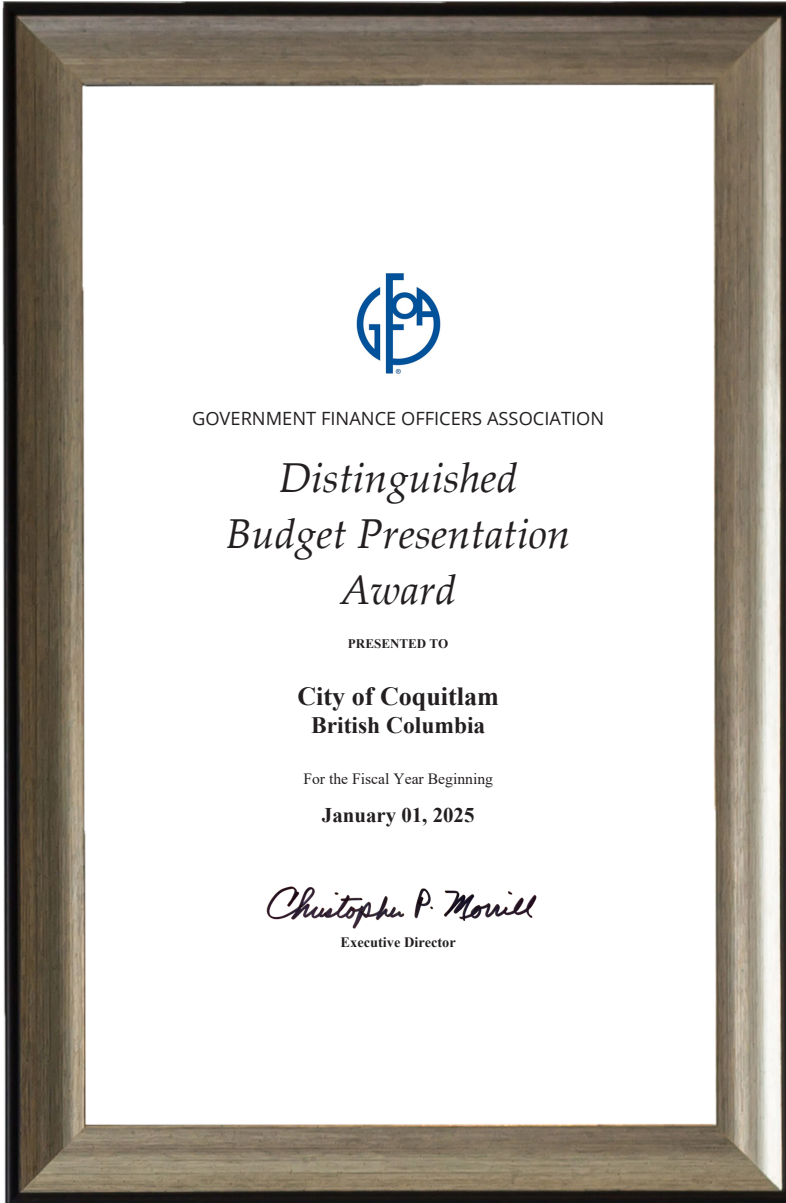 GFOA
®
GOVERNMENT FINANCE OFFICERS ASSOCIATION
Distinguished
Budget Presentation
Award
PRESENTED TO
City of Coquitlam
British Columbia
For the Fiscal Year Beginning
January 01, 2025
Christopher P. Morrill
Executive Director